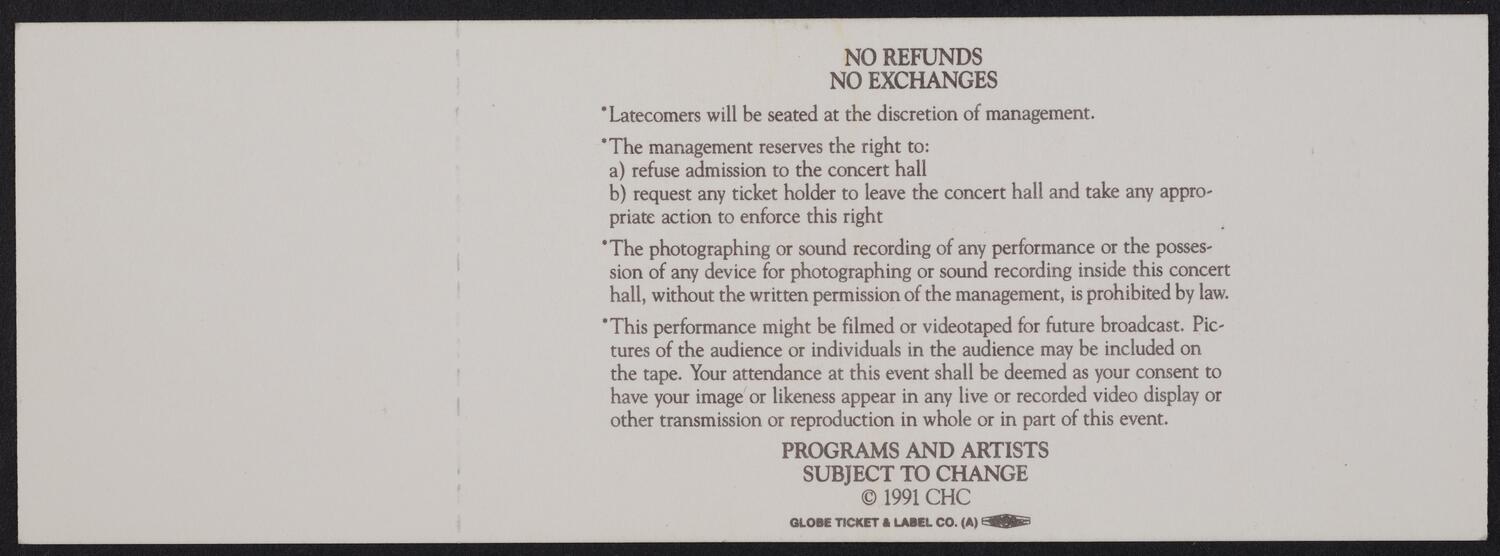 NO REFUNDS
NO EXCHANGES
*Latecomers will be seated at the discretion of management.
*The management reserves the right to:
a) refuse admission to the concert hall
b) request any ticket holder to leave the concert hall and take any appro-
priate action to enforce this right
*The photographing or sound recording of any performance or the posses-
sion of any device for photographing or sound recording inside this concert
hall, without the written permission of the management, is prohibited by law.
*This performance might be filmed or videotaped for future broadcast. Pic-
tures of the audience or individuals in the audience may be included on
the tape. Your attendance at this event shall be deemed as your consent to
have your image or likeness appear in any live or recorded video display or
other transmission or reproduction in whole or in part of this event.
PROGRAMS AND ARTISTS
SUBJECT TO CHANGE
© 1991 CHC
GLOBE TICKET & LABEL CO. (A)